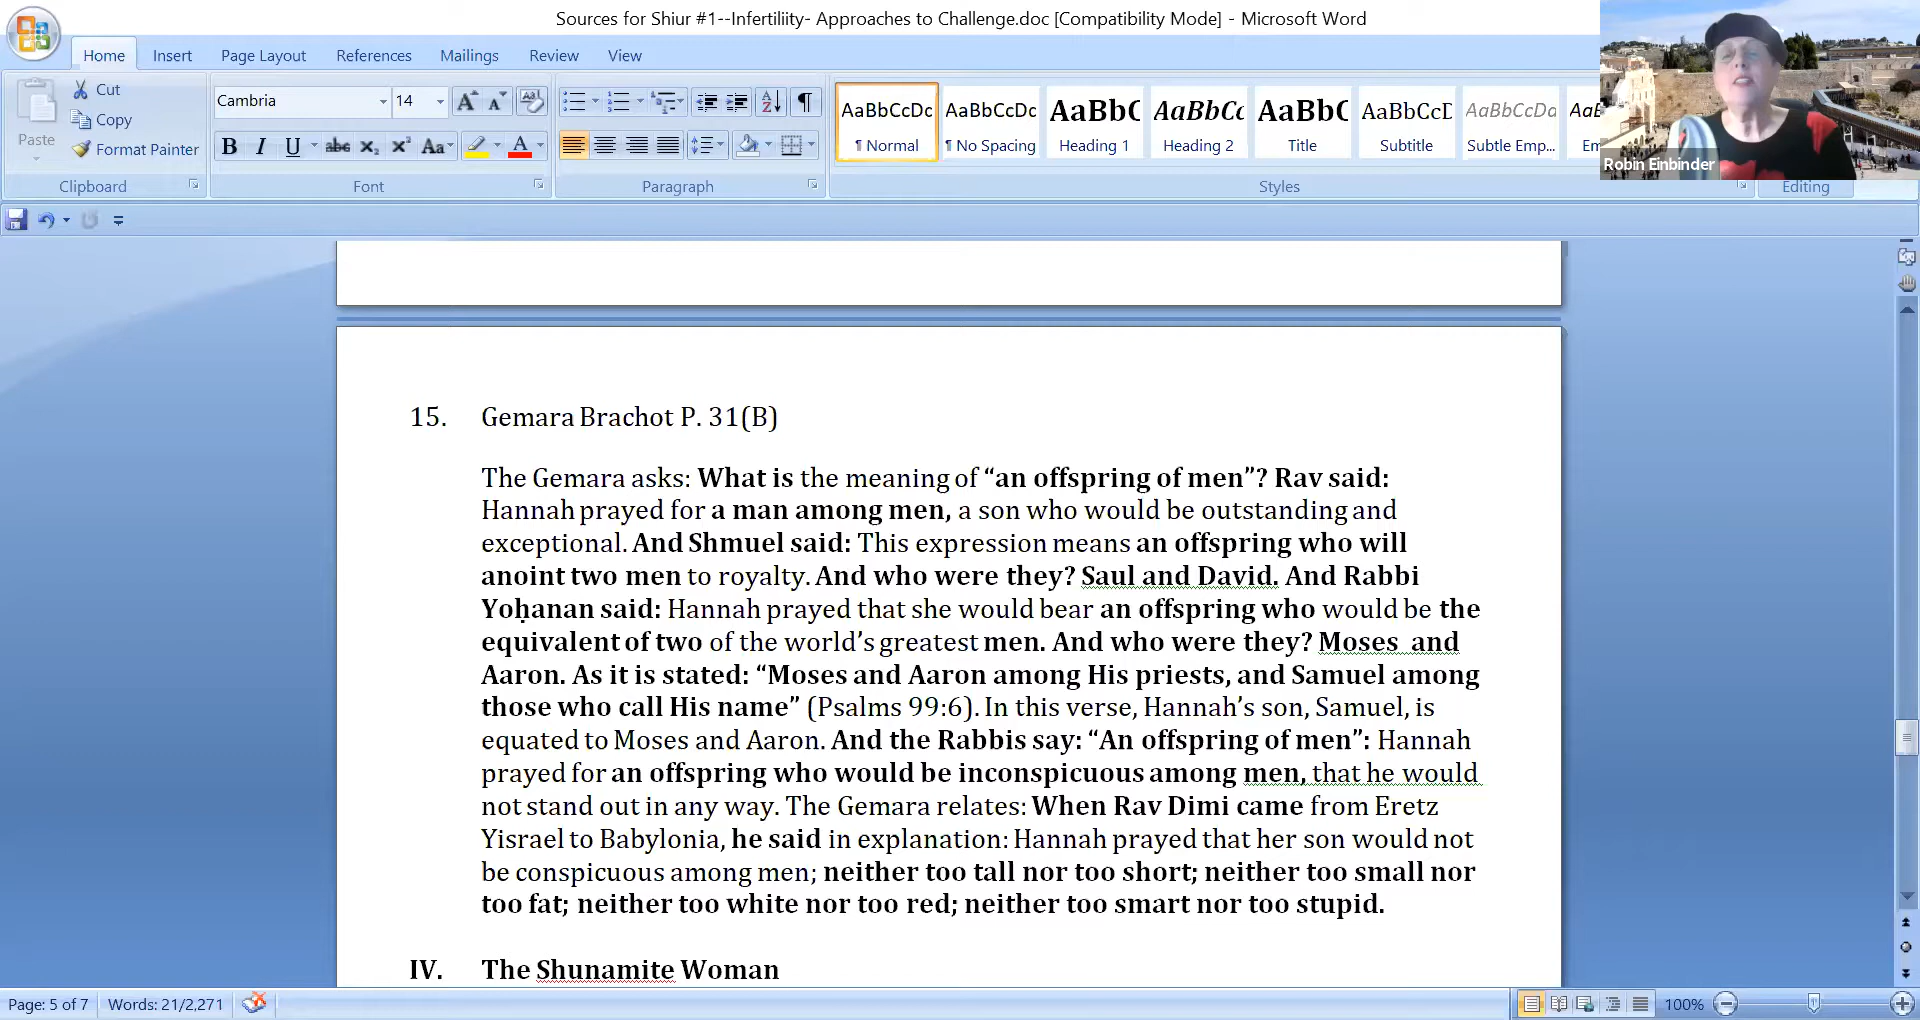 Sources for Shiur #1--Infertiliity- Approaches to Challenge.doc [Compatibility Mode] - Microsoft Word
Home Insert Page Layout References Mailings Review View
Paste
Cut
Copy
Format Painter
Clipboard
Cambria 14
Font
Paragraph
AaBbCcDc AaBbCcDc AaBbC AaBbCc AaBbC AaBbCcD AaBbCcDa AaB
¶ Normal ¶ No Spacing Heading 1 Heading 2 Title Subtitle Subtle Emp... Em
Styles
Editing
Robin Einbinder
15. Gemara Brachot P. 31(B)
The Gemara asks: What is the meaning of “an offspring of men”? Rav said:
Hannah prayed for a man among men, a son who would be outstanding and
exceptional. And Shmuel said: This expression means an offspring who will
anoint two men to royalty. And who were they? Saul and David. And Rabbi
Yoḥanan said: Hannah prayed that she would bear an offspring who would be the
equivalent of two of the world’s greatest men. And who were they? Moses and
Aaron. As it is stated: “Moses and Aaron among His priests, and Samuel among
those who call His name” (Psalms 99:6). In this verse, Hannah’s son, Samuel, is
equated to Moses and Aaron. And the Rabbis say: “An offspring of men”: Hannah
prayed for an offspring who would be inconspicuous among men, that he would
not stand out in any way. The Gemara relates: When Rav Dimi came from Eretz
Yisrael to Babylonia, he said in explanation: Hannah prayed that her son would not
be conspicuous among men; neither too tall nor too short; neither too small nor
too fat; neither too white nor too red; neither too smart nor too stupid.
IV. The Shunamite Woman
Page: 5 of 7 Words: 21/2,271 100%